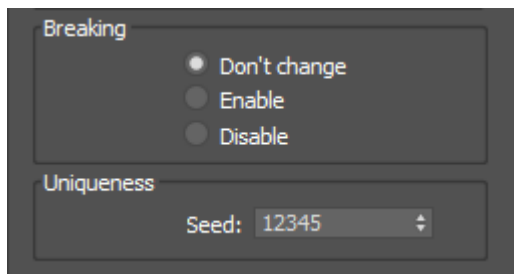 Breaking
Don't change
Enable
Disable
Uniqueness
Seed: 12345